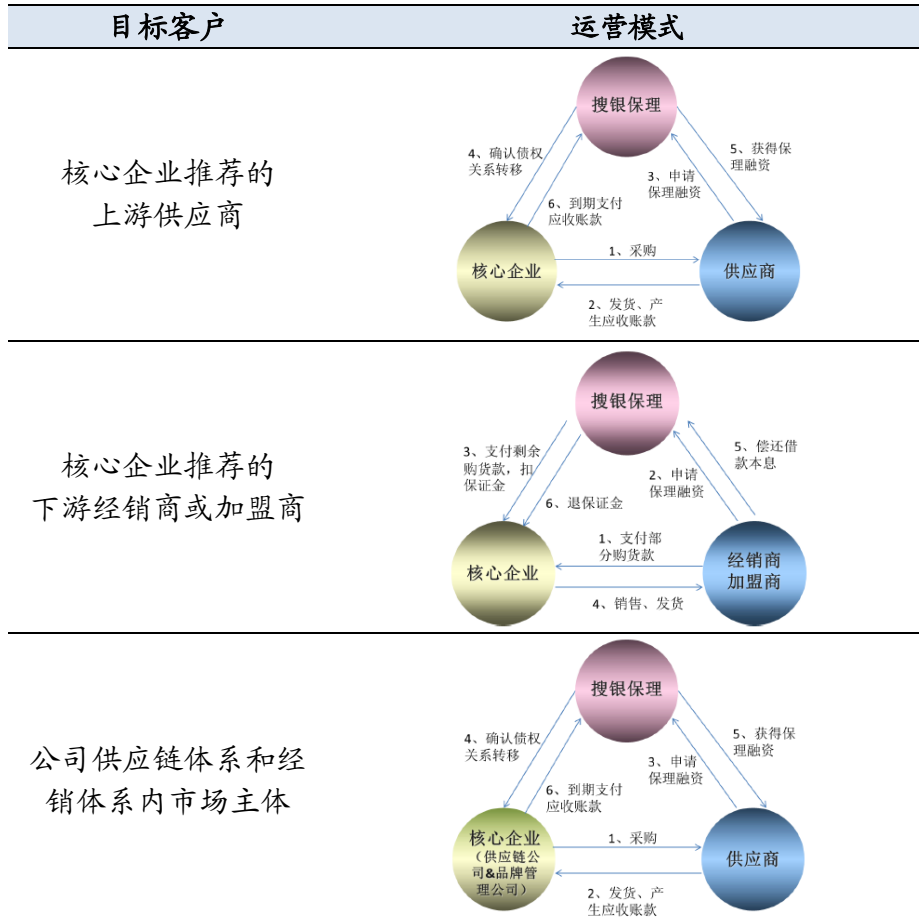 目标客户
运营模式
核心企业推荐的
上游供应商
搜银保理
4、确认债权
关系转移
5、获得保
理融资
3、申请
保理融资
6、到期支付
应收账款
核心企业
1、采购
供应商
2、发货、产
生应收账款
核心企业推荐的
下游经销商或加盟商
搜银保理
3、支付剩余
购货款，扣
保证金
5、偿还借
款本息
2、申请
保理融资
6、退保证金
1、支付部
分购货款
核心企业
经销商
加盟商
4、销售、发货
公司供应链体系和经
销体系内市场主体
搜银保理
4、确认债权
关系转移
5、获得保
理融资
3、申请
保理融资
6、到期支付
应收账款
核心企业
（供应链公
司&品牌管
理公司）
1、采购
供应商
2、发货、产
生应收账款